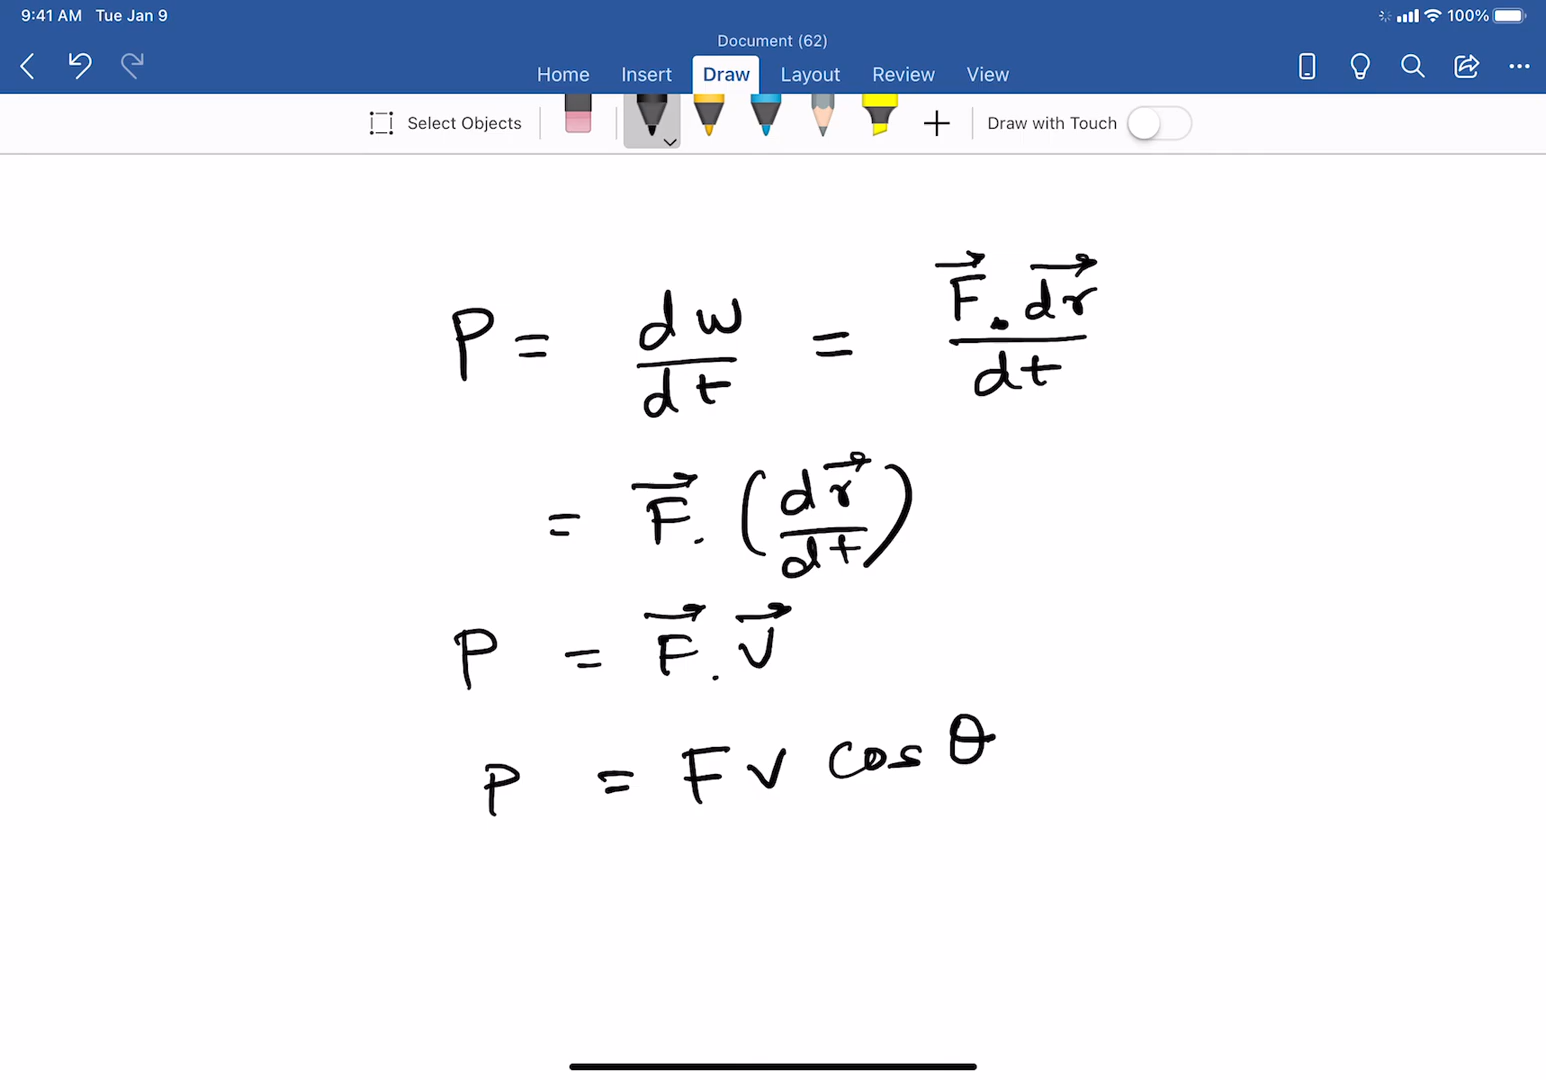 9:41 AM Tue Jan 9 100%
Document (62)
Home Insert Draw Layout Review View
Select Objects Draw with Touch
P = dw/dt = F⃗ . dr⃗/dt
= F⃗ . (dr⃗/dt)
P = F⃗ . v⃗
P = F v cos θ